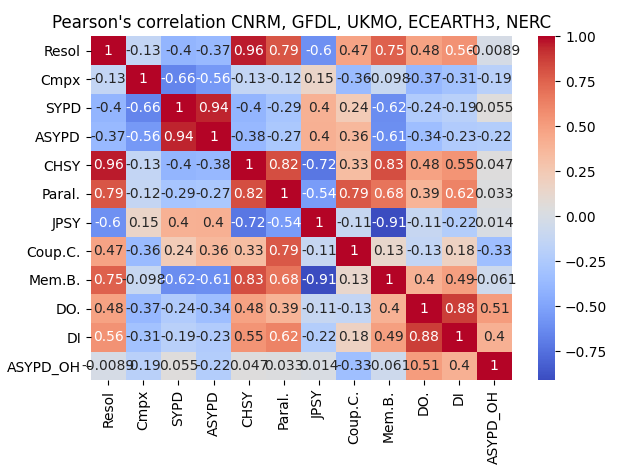 Pearson's correlation CNRM, GFDL, UKMO, ECEARTH3, NERC
Resol 1 -0.13 -0.4 -0.37 0.96 0.79 -0.6 0.47 0.75 0.48 0.56 -0.0089
Cmpx -0.13 1 -0.66 -0.56 -0.13 -0.12 0.15 -0.36 -0.098 -0.37 -0.31 -0.19
SYPD -0.4 -0.66 1 0.94 -0.4 -0.29 0.4 0.24 -0.62 -0.24 -0.19 0.055
ASYPD -0.37 -0.56 0.94 1 -0.38 -0.27 0.4 0.36 -0.61 -0.34 -0.23 -0.22
CHSY 0.96 -0.13 -0.4 -0.38 1 0.82 -0.72 0.33 0.83 0.48 0.55 0.047
Paral. 0.79 -0.12 -0.29 -0.27 0.82 1 -0.54 0.79 0.68 0.39 0.62 0.033
JPSY -0.6 0.15 0.4 0.4 -0.72 -0.54 1 -0.11 -0.91 -0.11 -0.22 0.014
Coup.C. 0.47 -0.36 0.24 0.36 0.33 0.79 -0.11 1 0.13 -0.13 0.18 -0.33
Mem.B. 0.75 -0.098 -0.62 -0.61 0.83 0.68 -0.91 0.13 1 0.4 0.49 -0.061
DO. 0.48 -0.37 -0.24 -0.34 0.48 0.39 -0.11 -0.13 0.4 1 0.88 0.51
DI 0.56 -0.31 -0.19 -0.23 0.55 0.62 -0.22 0.18 0.49 0.88 1 0.4
ASYPD_OH -0.0089 -0.19 0.055 -0.22 0.047 0.033 0.014 -0.33 -0.061 0.51 0.4 1
Resol Cmpx SYPD ASYPD CHSY Paral. JPSY Coup.C. Mem.B. DO. DI ASYPD_OH
1.00
0.75
0.50
0.25
0.00
−0.25
−0.50
−0.75